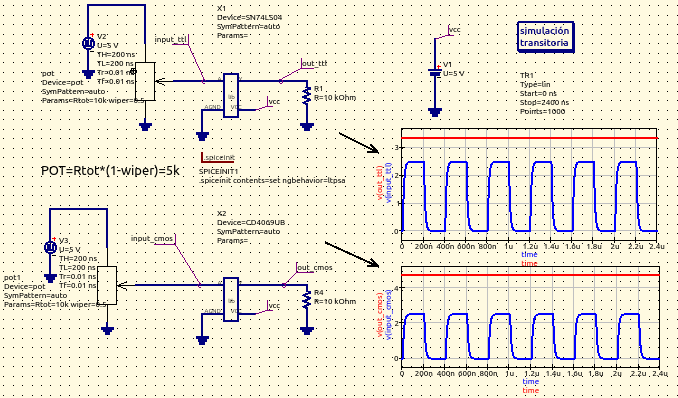 X1
Device=SN74LS04
SymPattern=auto
Params=
V2
U=5 V
TH=200 ns
TL=200 ns
Tr=0.01 ns
Tf=0.01 ns
input_ttl
out_ttl
vcc
pot
Device=pot
SymPattern=auto
Params=Rtot=10k wiper=0.5
AGND
VCC
R1
R=10 kOhm
vcc
V1
U=5 V
simulación
transitoria
TR1
Type=lin
Start=0 ns
Stop=2400 ns
Points=1000
.spiceinit
SPICEINIT1
.spiceinit contents=set ngbehavior=ltpsa
POT=Rtot*(1-wiper)=5k
v(out_ttl)
v(input_ttl)
3
2
1
0
0 200n 400n 600n 800n 1u 1.2u 1.4u 1.6u 1.8u 2u 2.2u 2.4u
time
time
X2
Device=CD4069UB
SymPattern=auto
Params=
V3
U=5 V
TH=200 ns
TL=200 ns
Tr=0.01 ns
Tf=0.01 ns
input_cmos
out_cmos
vcc
pot1
Device=pot
SymPattern=auto
Params=Rtot=10k wiper=0.5
AGND
VCC
R4
R=10 kOhm
v(out_cmos)
v(input_cmos)
4
2
0
0 200n 400n 600n 800n 1u 1.2u 1.4u 1.6u 1.8u 2u 2.2u 2.4u
time
time